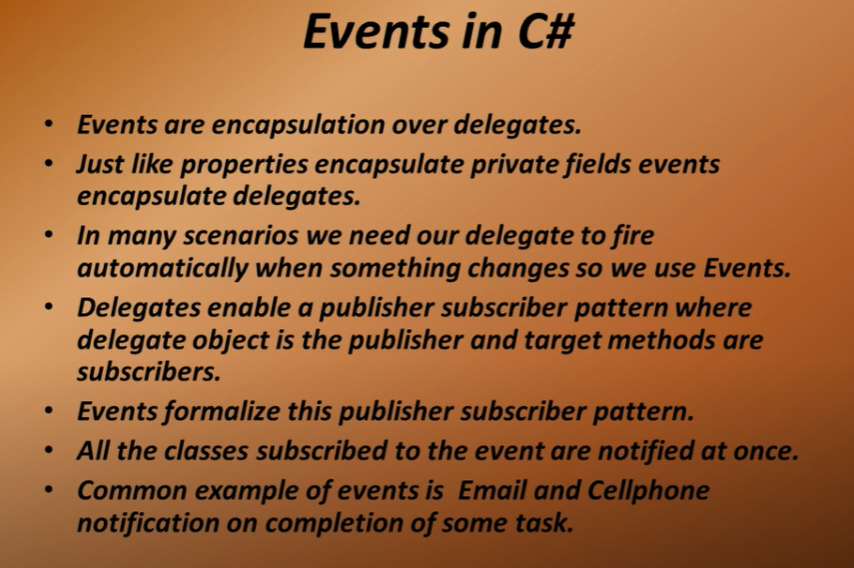 Events in C#
• Events are encapsulation over delegates.
• Just like properties encapsulate private fields events
encapsulate delegates.
• In many scenarios we need our delegate to fire
automatically when something changes so we use Events.
• Delegates enable a publisher subscriber pattern where
delegate object is the publisher and target methods are
subscribers.
• Events formalize this publisher subscriber pattern.
• All the classes subscribed to the event are notified at once.
• Common example of events is  Email and Cellphone
notification on completion of some task.